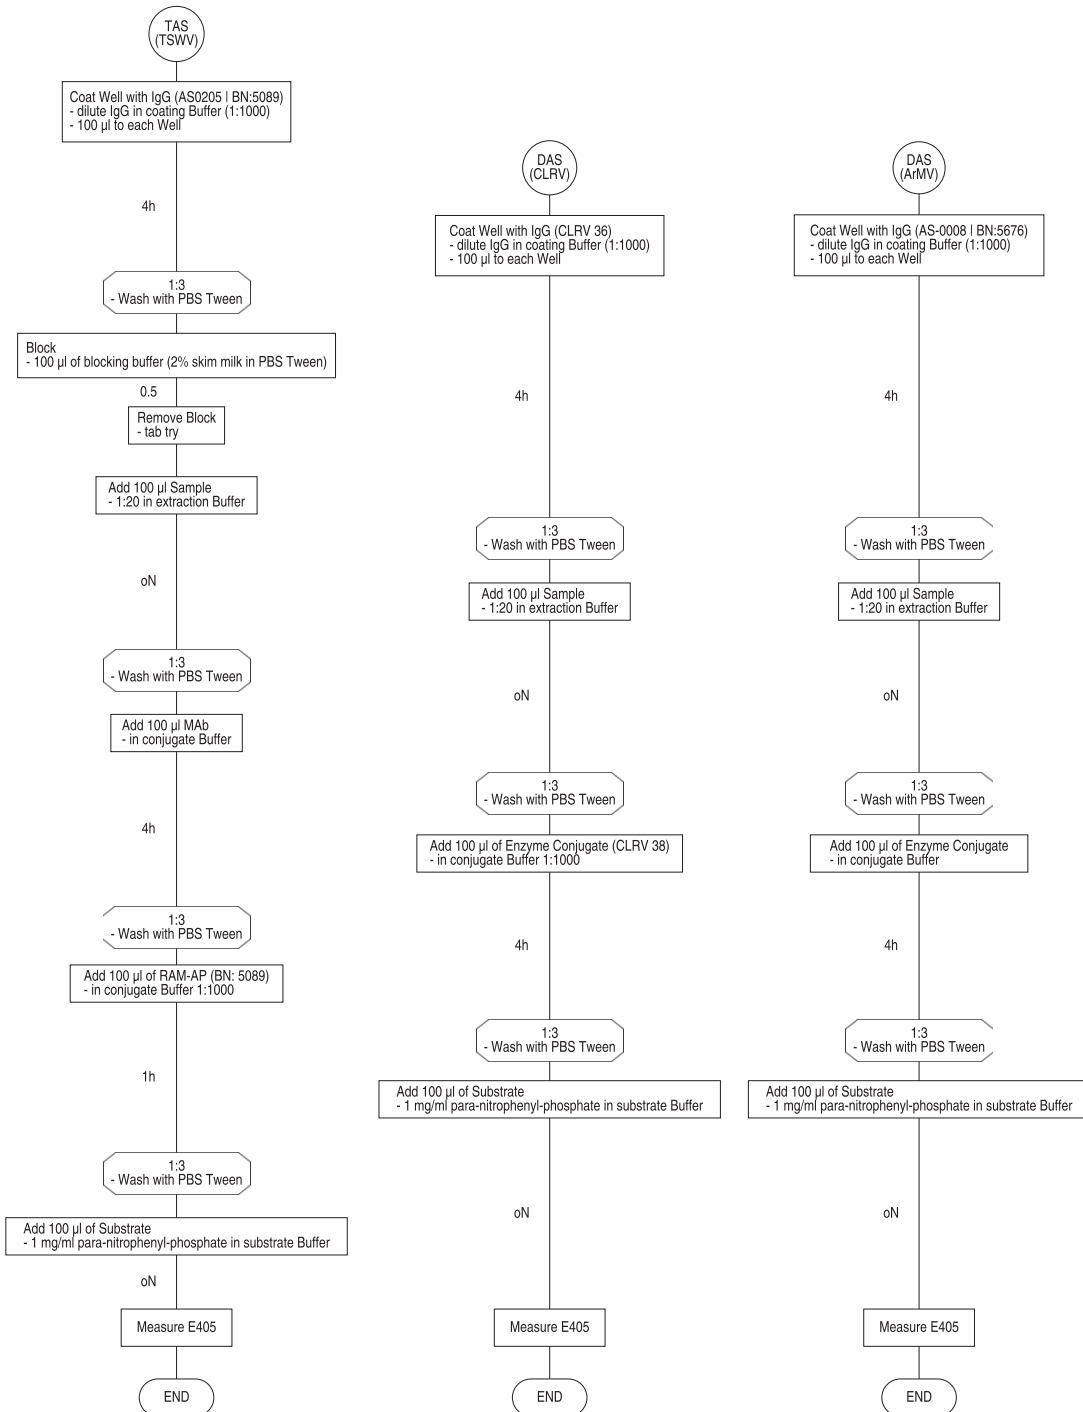 TAS
(TSWV)
Coat Well with IgG (AS0205 | BN:5089)
- dilute IgG in coating Buffer (1:1000)
- 100 µl to each Well
4h
1:3
- Wash with PBS Tween
Block
- 100 µl of blocking buffer (2% skim milk in PBS Tween)
0.5
Remove Block
- tab try
Add 100 µl Sample
- 1:20 in extraction Buffer
oN
1:3
- Wash with PBS Tween
Add 100 µl MAb
- in conjugate Buffer
4h
1:3
- Wash with PBS Tween
Add 100 µl of RAM-AP (BN: 5089)
- in conjugate Buffer 1:1000
1h
1:3
- Wash with PBS Tween
Add 100 µl of Substrate
- 1 mg/ml para-nitrophenyl-phosphate in substrate Buffer
oN
Measure E405
END
DAS
(CLRV)
Coat Well with IgG (CLRV 36)
- dilute IgG in coating Buffer (1:1000)
- 100 µl to each Well
4h
1:3
- Wash with PBS Tween
Add 100 µl Sample
- 1:20 in extraction Buffer
oN
1:3
- Wash with PBS Tween
Add 100 µl of Enzyme Conjugate (CLRV 38)
- in conjugate Buffer 1:1000
4h
1:3
- Wash with PBS Tween
Add 100 µl of Substrate
- 1 mg/ml para-nitrophenyl-phosphate in substrate Buffer
oN
Measure E405
END
DAS
(ArMV)
Coat Well with IgG (AS-0008 | BN:5676)
- dilute IgG in coating Buffer (1:1000)
- 100 µl to each Well
4h
1:3
- Wash with PBS Tween
Add 100 µl Sample
- 1:20 in extraction Buffer
oN
1:3
- Wash with PBS Tween
Add 100 µl of Enzyme Conjugate
- in conjugate Buffer
4h
1:3
- Wash with PBS Tween
Add 100 µl of Substrate
- 1 mg/ml para-nitrophenyl-phosphate in substrate Buffer
oN
Measure E405
END